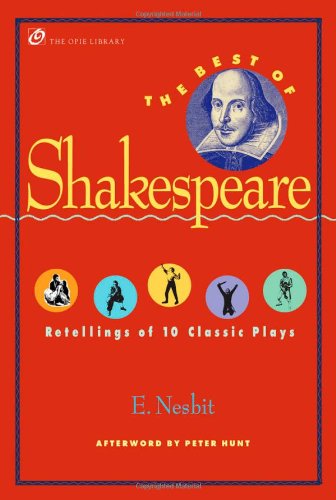 THE OPIE LIBRARY
THE BEST OF
Shakespeare
Retellings of 10 Classic Plays
E. Nesbit
AFTERWORD BY PETER HUNT